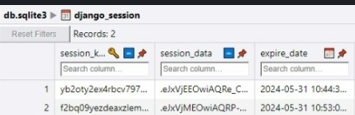 db.sqlite3 ▸ django_session
Reset Filters Records: 2
session_k... session_data expire_date
Search column... Search column... Search column...
1 yb2oty2ex4rbcv797... .eJxVjEEOwiAQRe_C... 2024-05-31 10:44:3...
2 f2bq09yezdeaxzlem... .eJxVjMEOwiAQRP-... 2024-05-31 10:53:0...